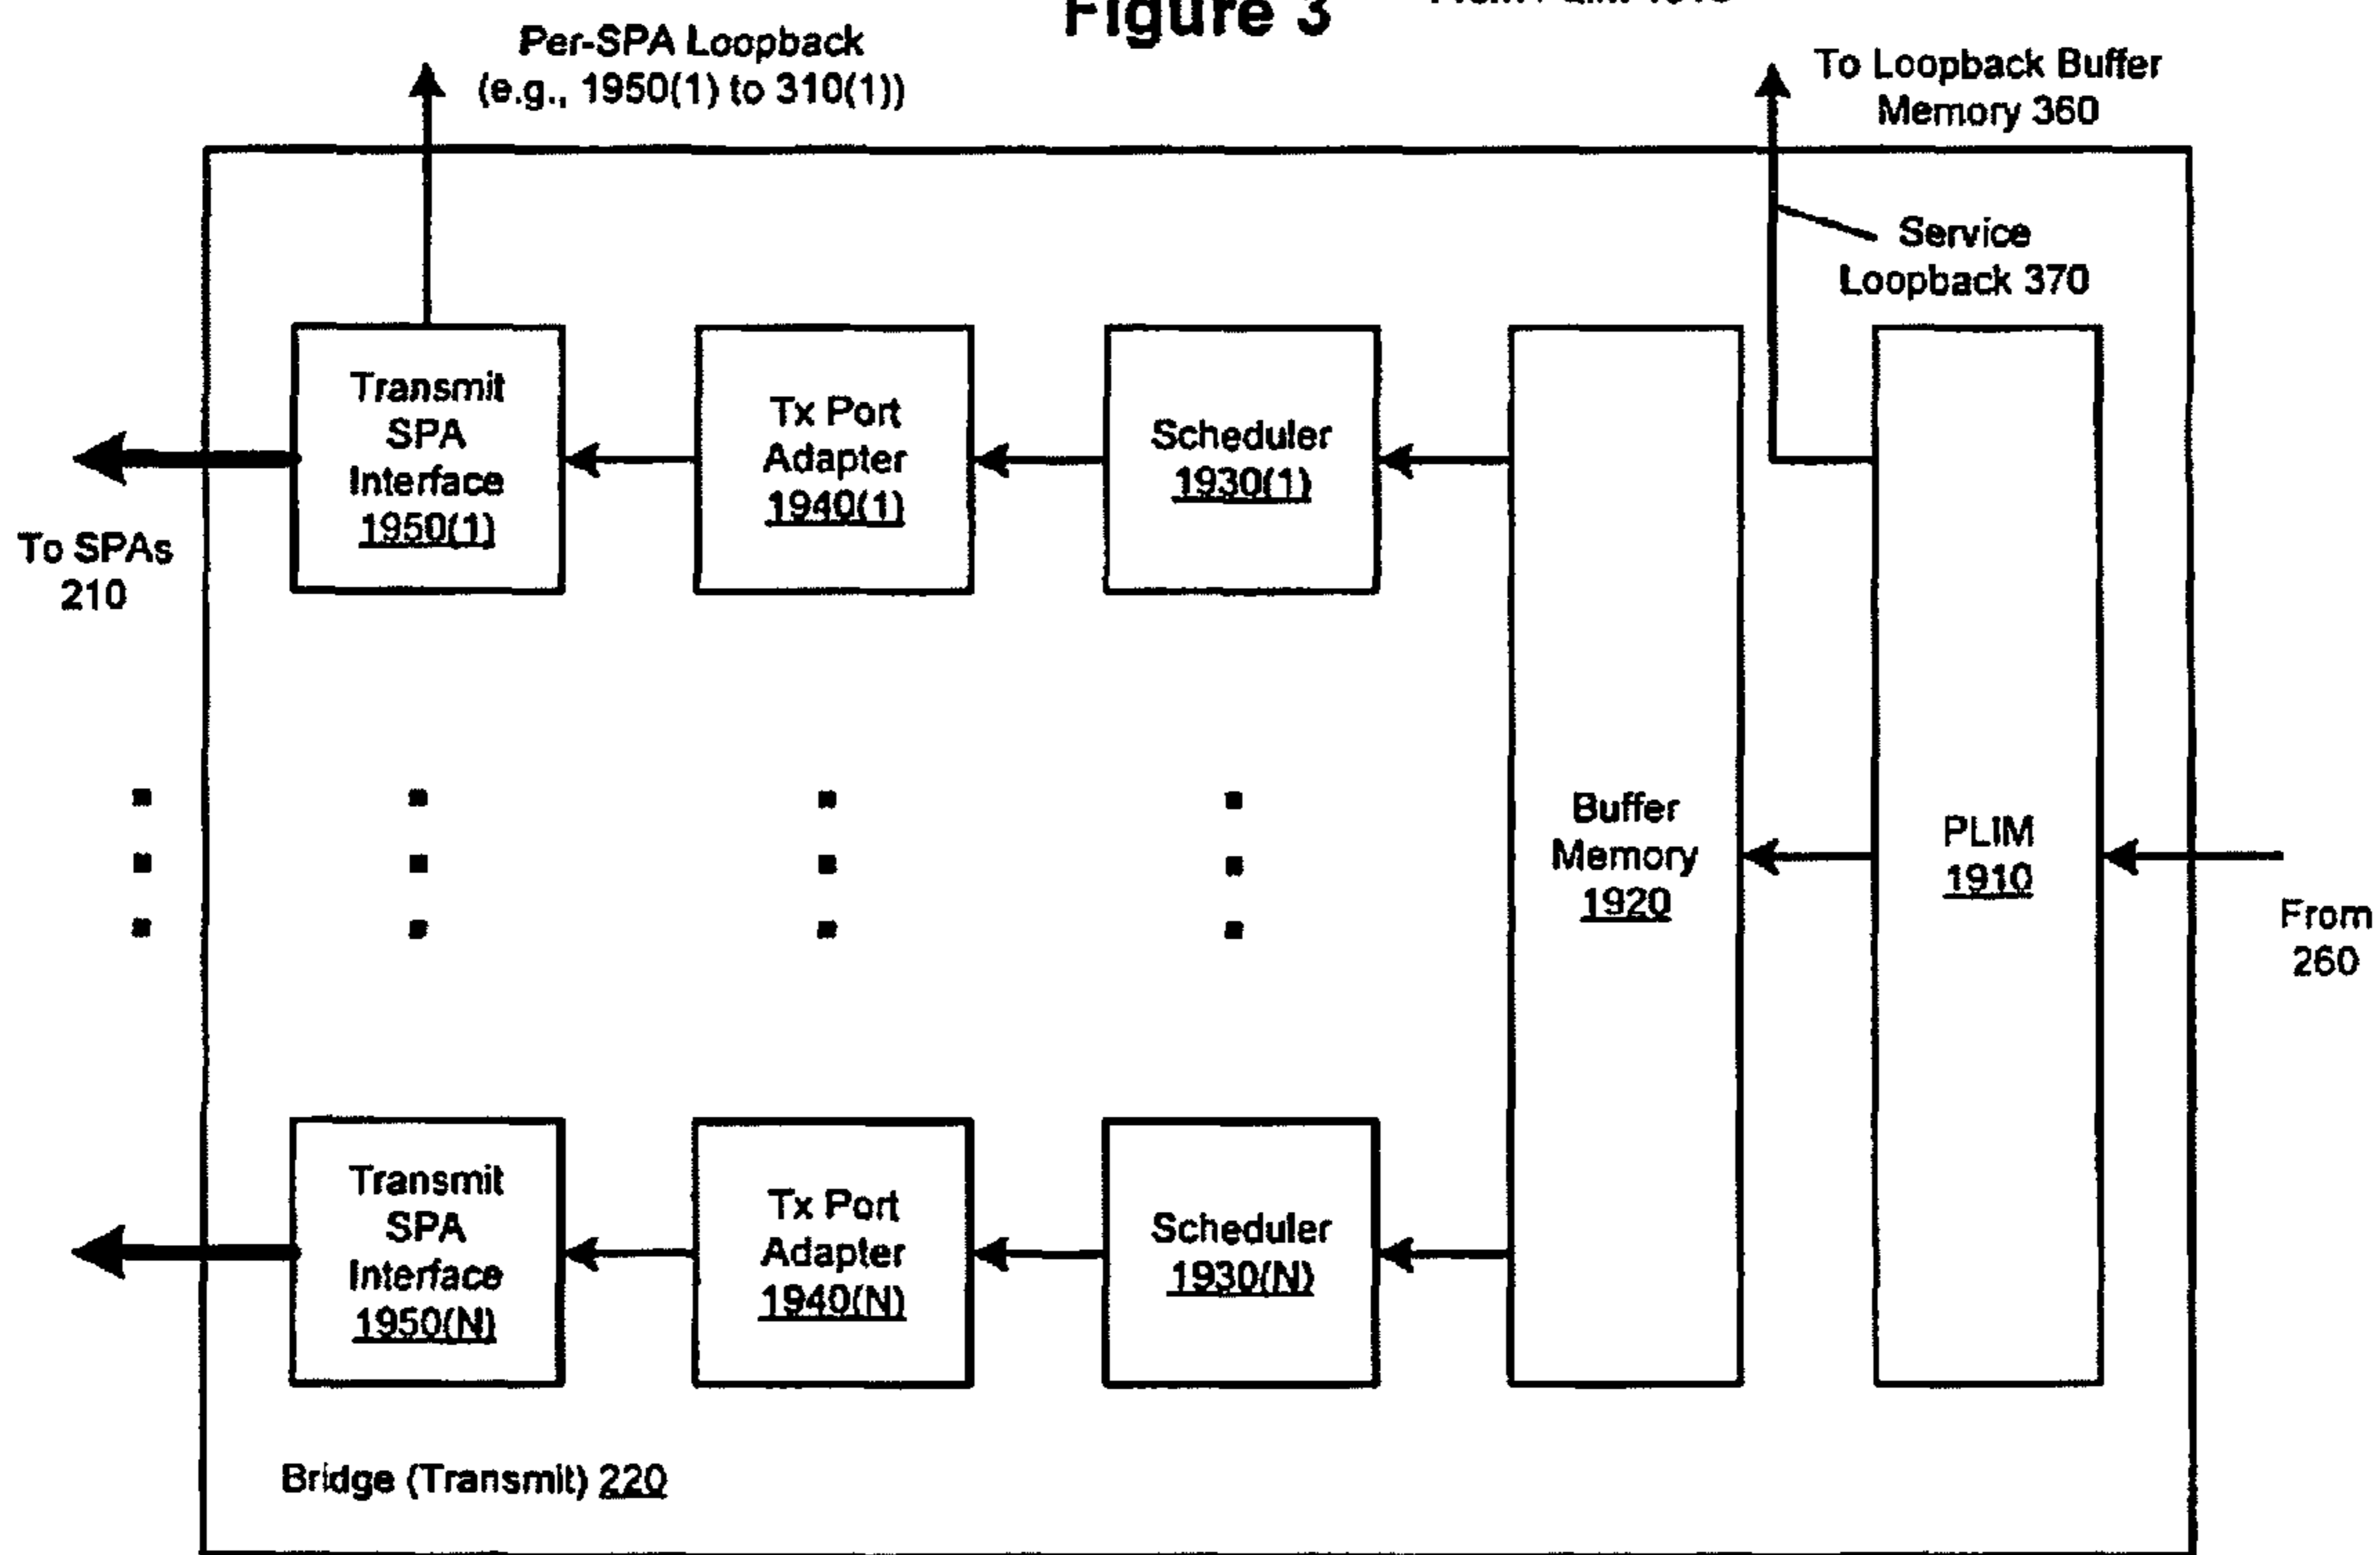 Figure 3
Per-SPA Loopback
(e.g., 1950(1) to 310(1))
To Loopback Buffer
Memory 360
Service
Loopback 370
Transmit
SPA
Interface
1950(1)
Tx Port
Adapter
1940(1)
Scheduler
1930(1)
To SPAs
210
Buffer
Memory
1920
PLIM
1910
From
260
Transmit
SPA
Interface
1950(N)
Tx Port
Adapter
1940(N)
Scheduler
1930(N)
Bridge (Transmit) 220